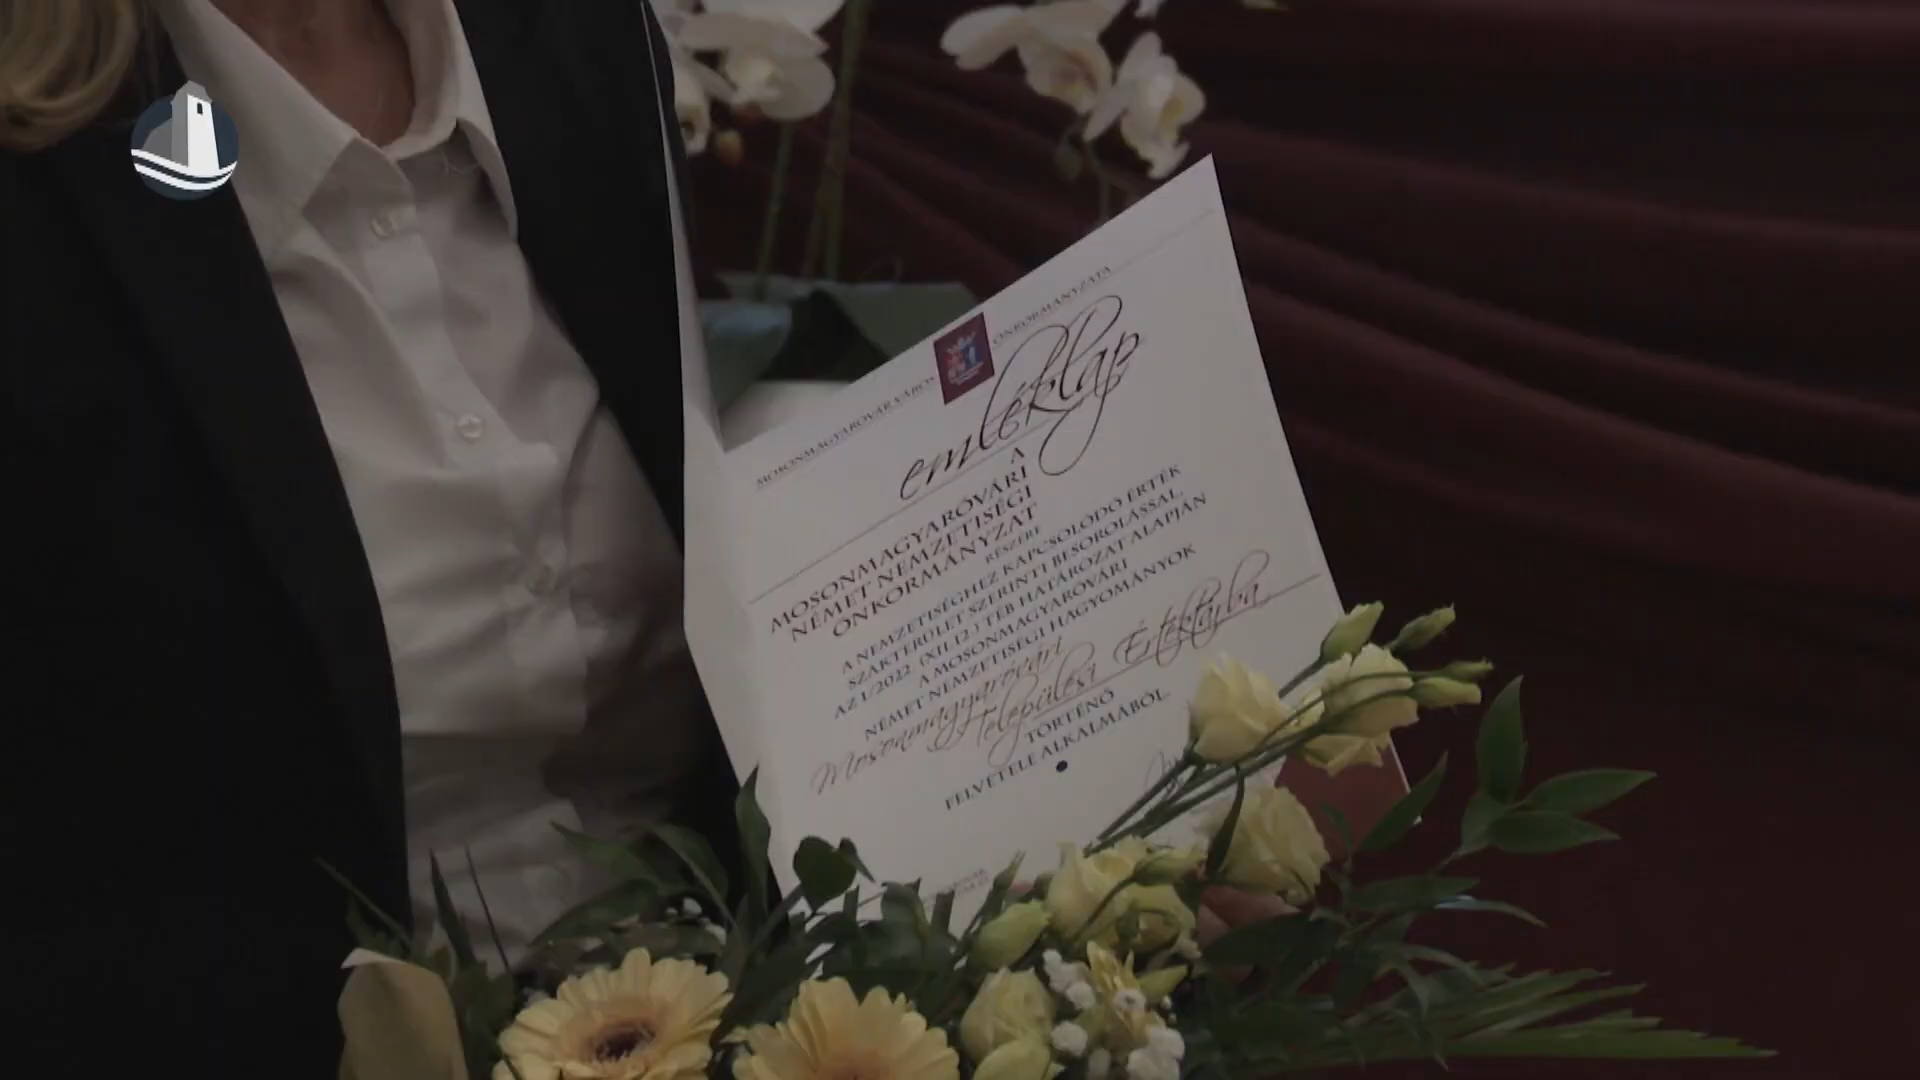 MOSONMAGYARÓVÁR VÁROS ÖNKORMÁNYZATA
emléklap
A
MOSONMAGYARÓVÁRI
NÉMET NEMZETISÉGI
ÖNKORMÁNYZAT
RÉSZÉRE
A NEMZETISÉGHEZ KAPCSOLÓDÓ ÉRTÉK
SZAKTERÜLET SZERINTI BESOROLÁSSAL,
AZ 1/2022. (XII.12.) TÉB HATÁROZAT ALAPJÁN
A MOSONMAGYARÓVÁRI
NÉMET NEMZETISÉGI HAGYOMÁNYOK
Mosonmagyaróvári
Települési Értéktárba
TÖRTÉNŐ
FELVÉTELE ALKALMÁBÓL.